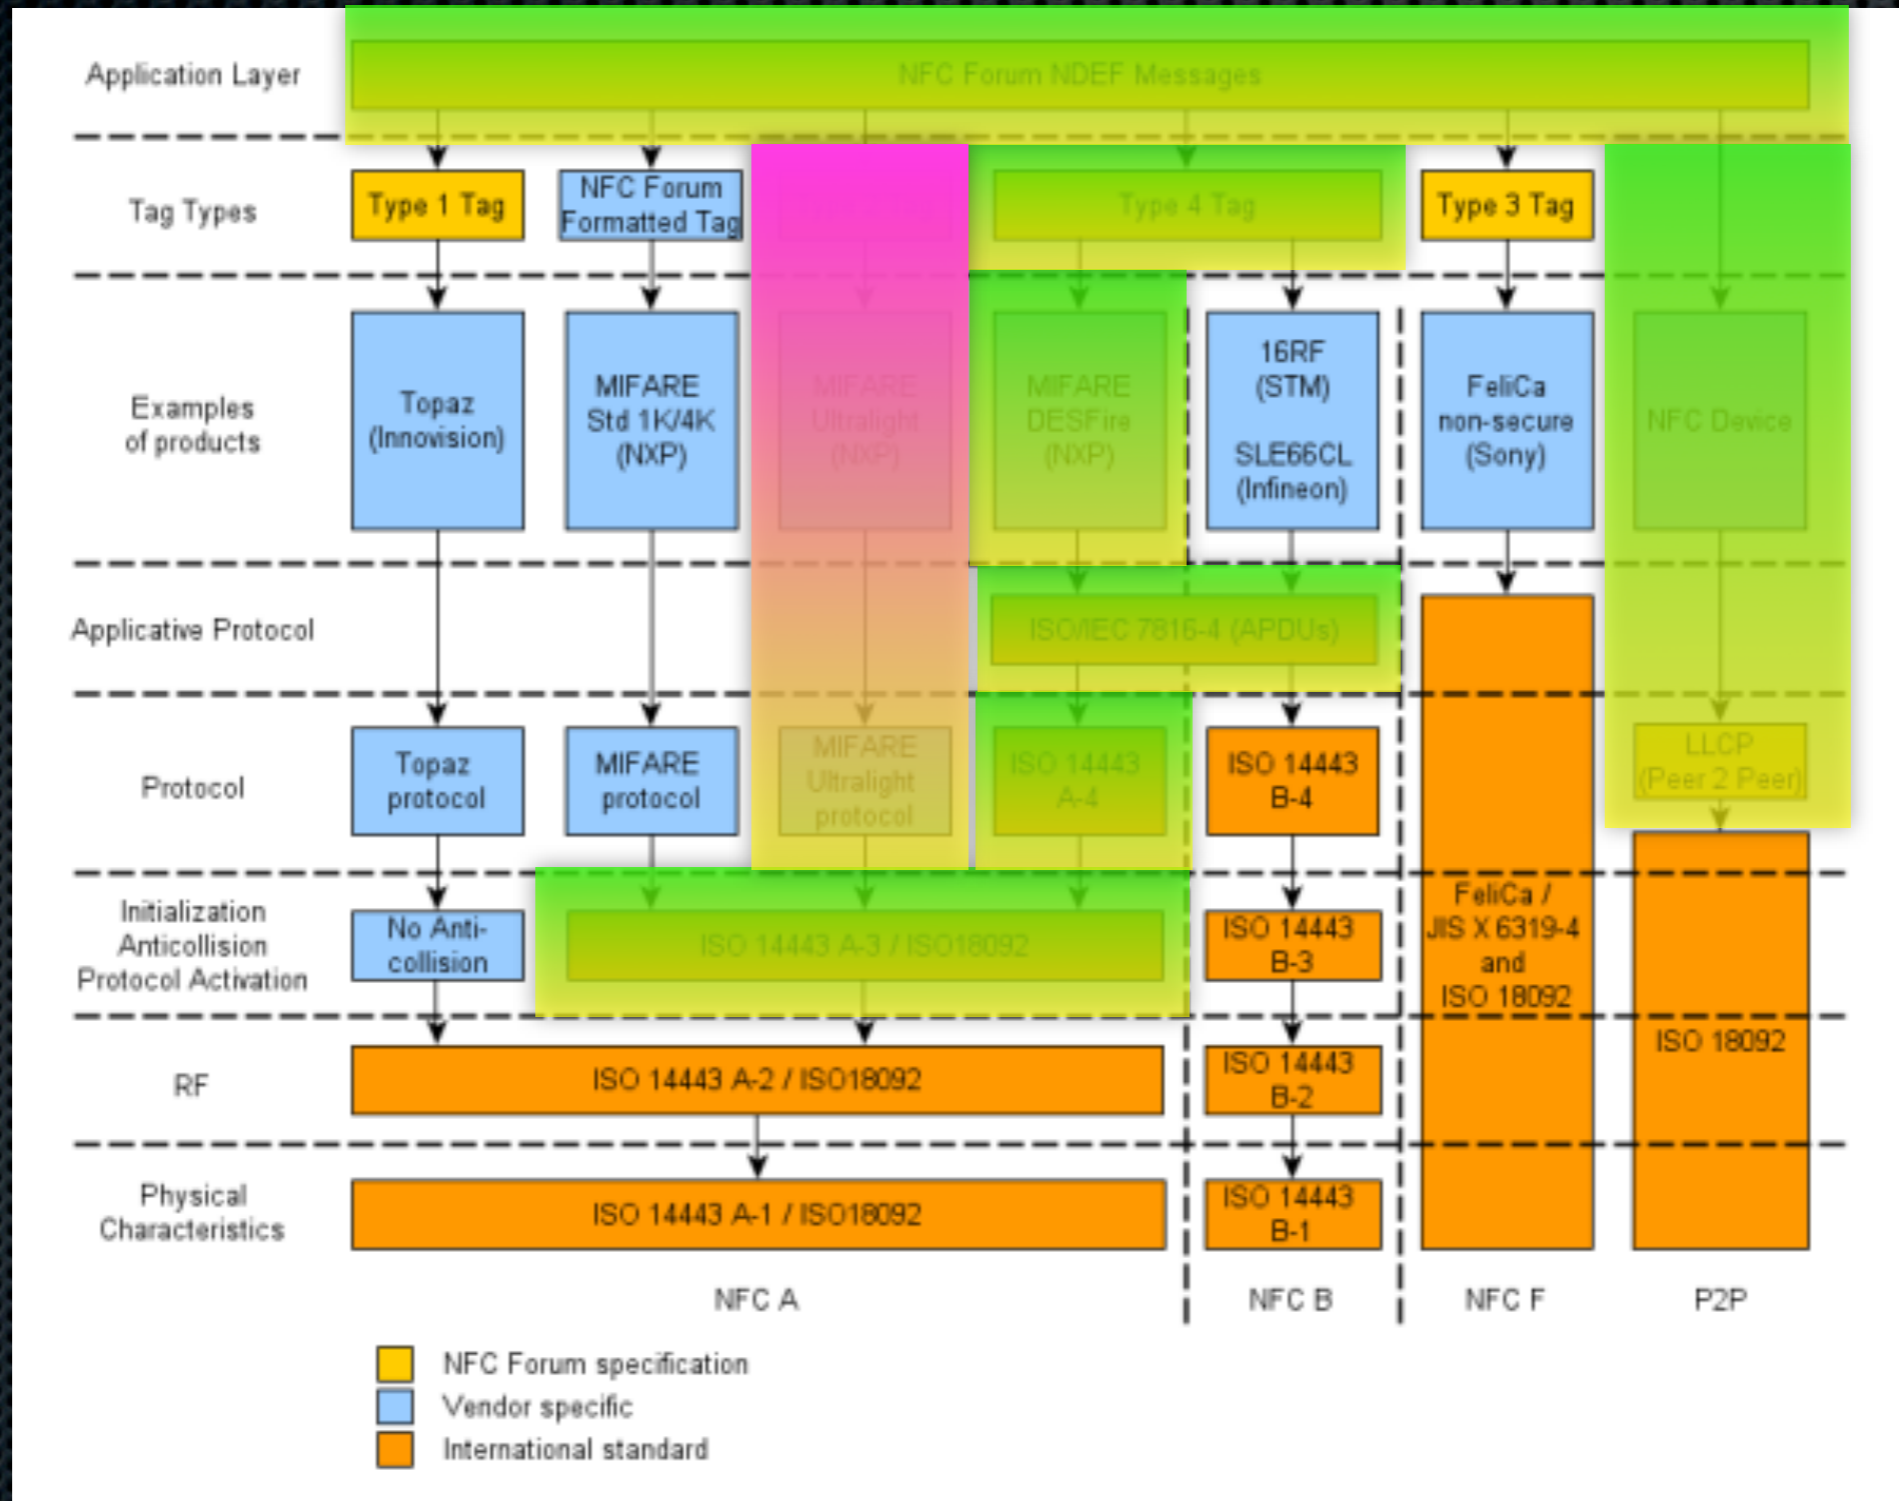 Application Layer
NFC Forum NDEF Messages
Tag Types
Type 1 Tag
NFC Forum
Formatted Tag
Type 4 Tag
Type 3 Tag
Examples
of products
Topaz
(Innovision)
MIFARE
Std 1K/4K
(NXP)
MIFARE
Ultralight
(NXP)
MIFARE
DESFire
(NXP)
16RF
(STM)
SLE66CL
(Infineon)
FeliCa
non-secure
(Sony)
NFC Device
Applicative Protocol
ISO/IEC 7816-4 (APDUs)
Protocol
Topaz
protocol
MIFARE
protocol
MIFARE
Ultralight
protocol
ISO 14443
A-4
ISO 14443
B-4
LLCP
(Peer 2 Peer)
Initialization
Anticollision
Protocol Activation
No Anti-
collision
ISO 14443 A-3 / ISO18092
ISO 14443
B-3
FeliCa /
JIS X 6319-4
and
ISO 18092
ISO 18092
RF
ISO 14443 A-2 / ISO18092
ISO 14443
B-2
Physical
Characteristics
ISO 14443 A-1 / ISO18092
ISO 14443
B-1
NFC A
NFC B
NFC F
P2P
NFC Forum specification
Vendor specific
International standard